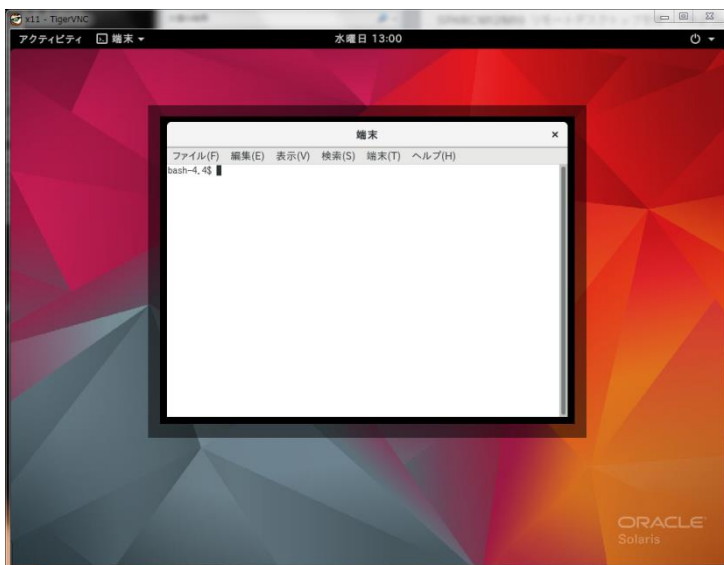 x11 - TigerVNC
アクティビティ 端末 水曜日 13:00
端末 ×
ファイル(F) 編集(E) 表示(V) 検索(S) 端末(T) ヘルプ(H)
bash-4.4$
ORACLE
Solaris